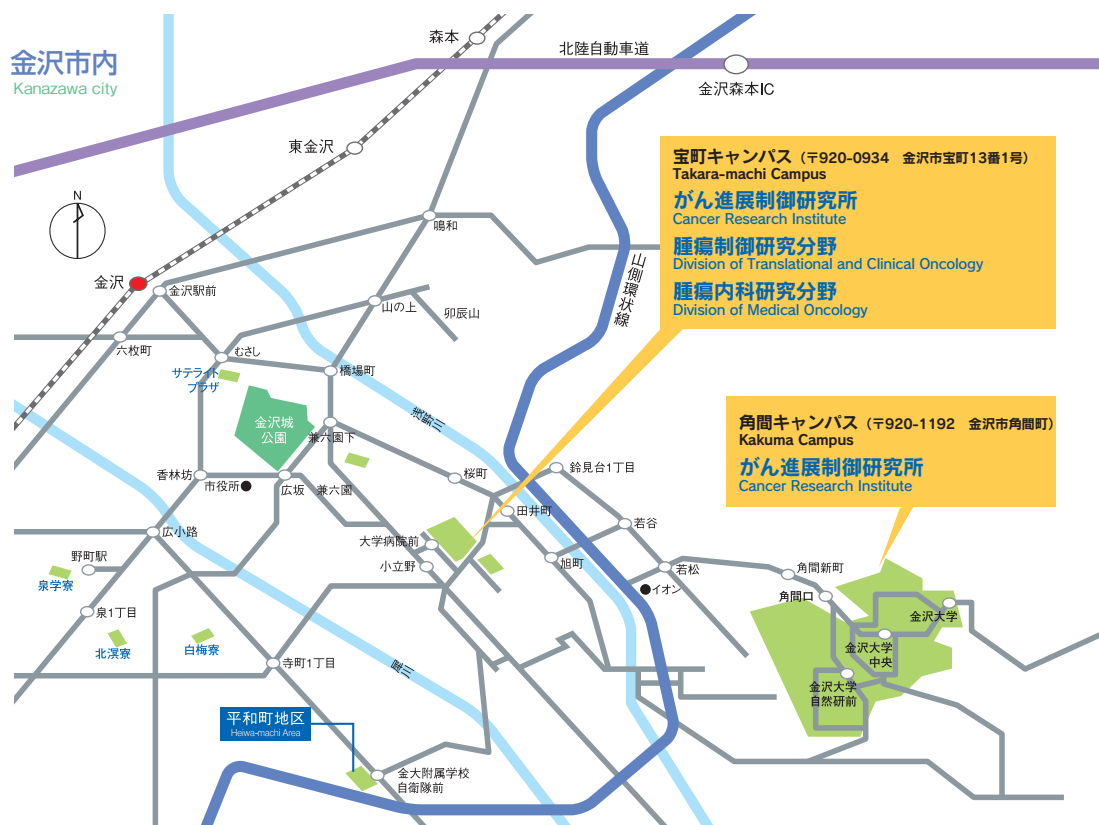 金沢市内
Kanazawa city
N
森本
北陸自動車道
金沢森本IC
東金沢
宝町キャンパス（〒920-0934　金沢市宝町13番1号）
Takara-machi Campus
がん進展制御研究所
Cancer Research Institute
腫瘍制御研究分野
Division of Translational and Clinical Oncology
腫瘍内科研究分野
Division of Medical Oncology
鳴和
山側環状線
金沢
金沢駅前
山の上
卯辰山
六枚町
むさし
サテライト
プラザ
橋場町
金沢城
公園
兼六園下
浅野川
角間キャンパス（〒920-1192　金沢市角間町）
Kakuma Campus
がん進展制御研究所
Cancer Research Institute
香林坊
市役所
広坂
兼六園
桜町
鈴見台1丁目
田井町
若谷
広小路
大学病院前
小立野
旭町
若松
イオン
角間新町
角間口
金沢大学
金沢大学
中央
金沢大学
自然研前
野町駅
泉学寮
泉1丁目
北溟寮
白梅寮
寺町1丁目
犀川
平和町地区
Heiwa-machi Area
金大附属学校
自衛隊前